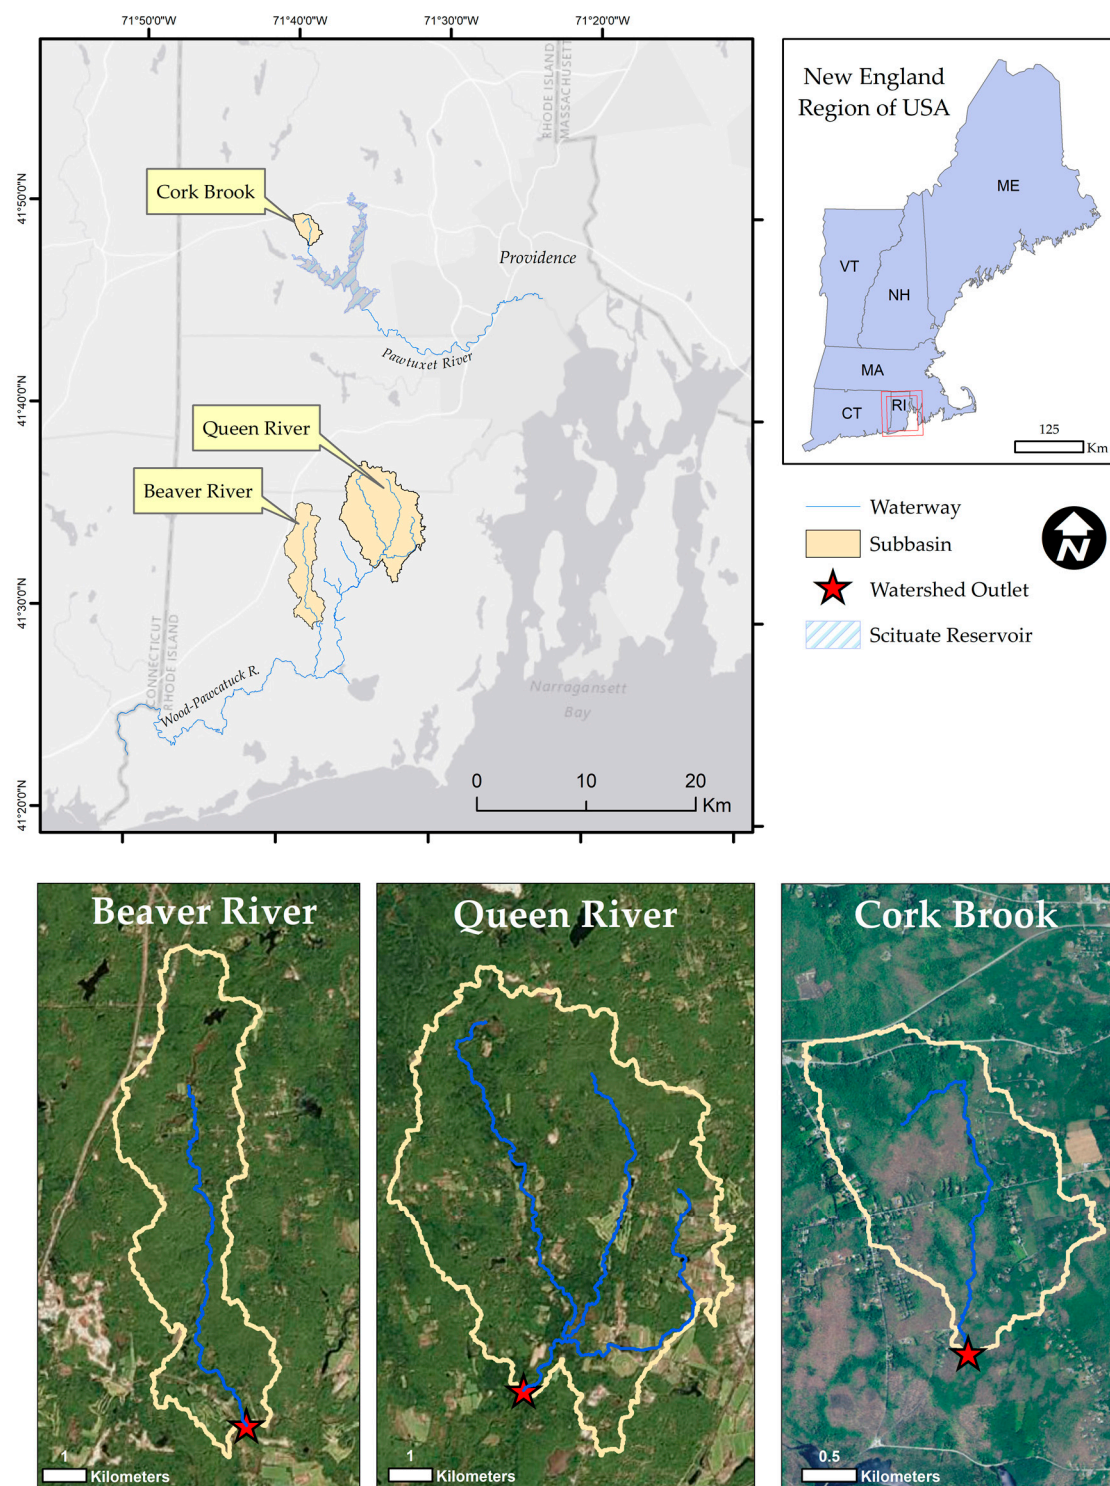 71°50'0"W
71°40'0"W
71°30'0"W
71°20'0"W
41°50'0"N
41°40'0"N
41°30'0"N
41°20'0"N
RHODE ISLAND
MASSACHUSETT
Cork Brook
Providence
Pawtuxet River
Queen River
Beaver River
CONNECTICUT
RHODE ISLAND
Wood-Pawcatuck R.
Narragansett
Bay
0 10 20
Km
New England
Region of USA
ME
VT
NH
MA
CT
RI
125
Km
Waterway
Subbasin
Watershed Outlet
Scituate Reservoir
N
Beaver River
1
Kilometers
Queen River
1
Kilometers
Cork Brook
0.5
Kilometers